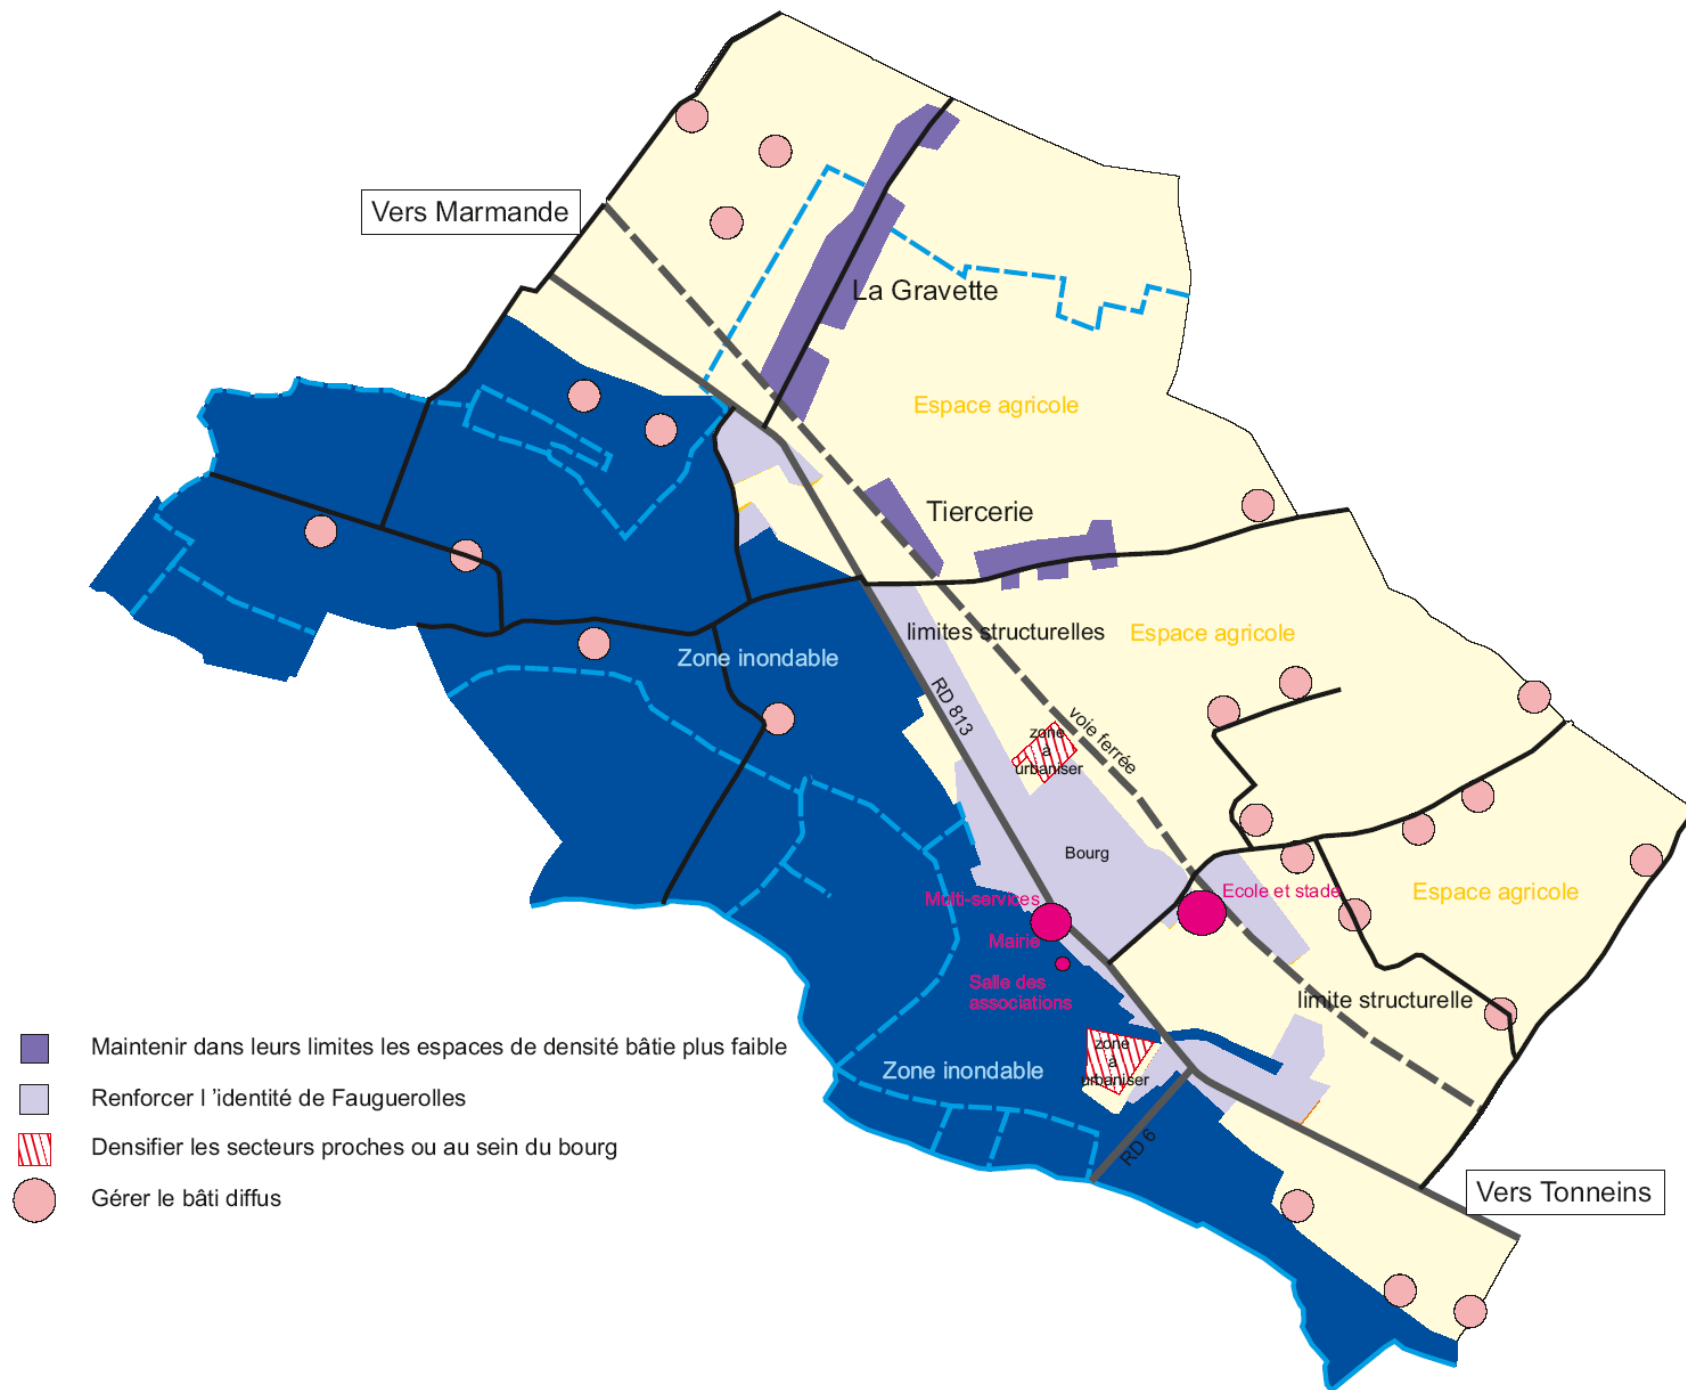 Vers Marmande
La Gravette
Espace agricole
Tiercerie
limites structurelles
Espace agricole
Zone inondable
RD 813
voie ferrée
zone
a
urbaniser
Bourg
Multi-services
Ecole et stade
Espace agricole
Mairie
Salle des
associations
limite structurelle
Zone inondable
zone
a
urbaniser
RD 6
Vers Tonneins
Maintenir dans leurs limites les espaces de densité bâtie plus faible
Renforcer l ’identité de Fauguerolles
Densifier les secteurs proches ou au sein du bourg
Gérer le bâti diffus